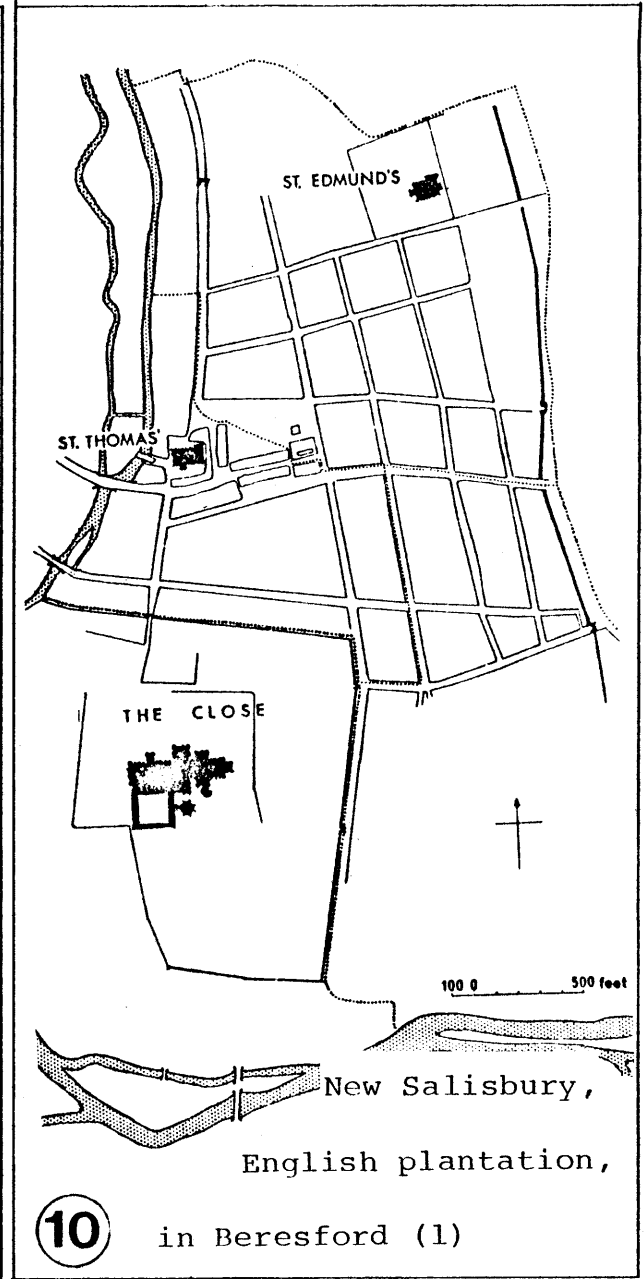 ST. EDMUND'S
ST. THOMAS'
THE CLOSE
100 0 500 feet
New Salisbury,
English plantation,
10 in Beresford (1)